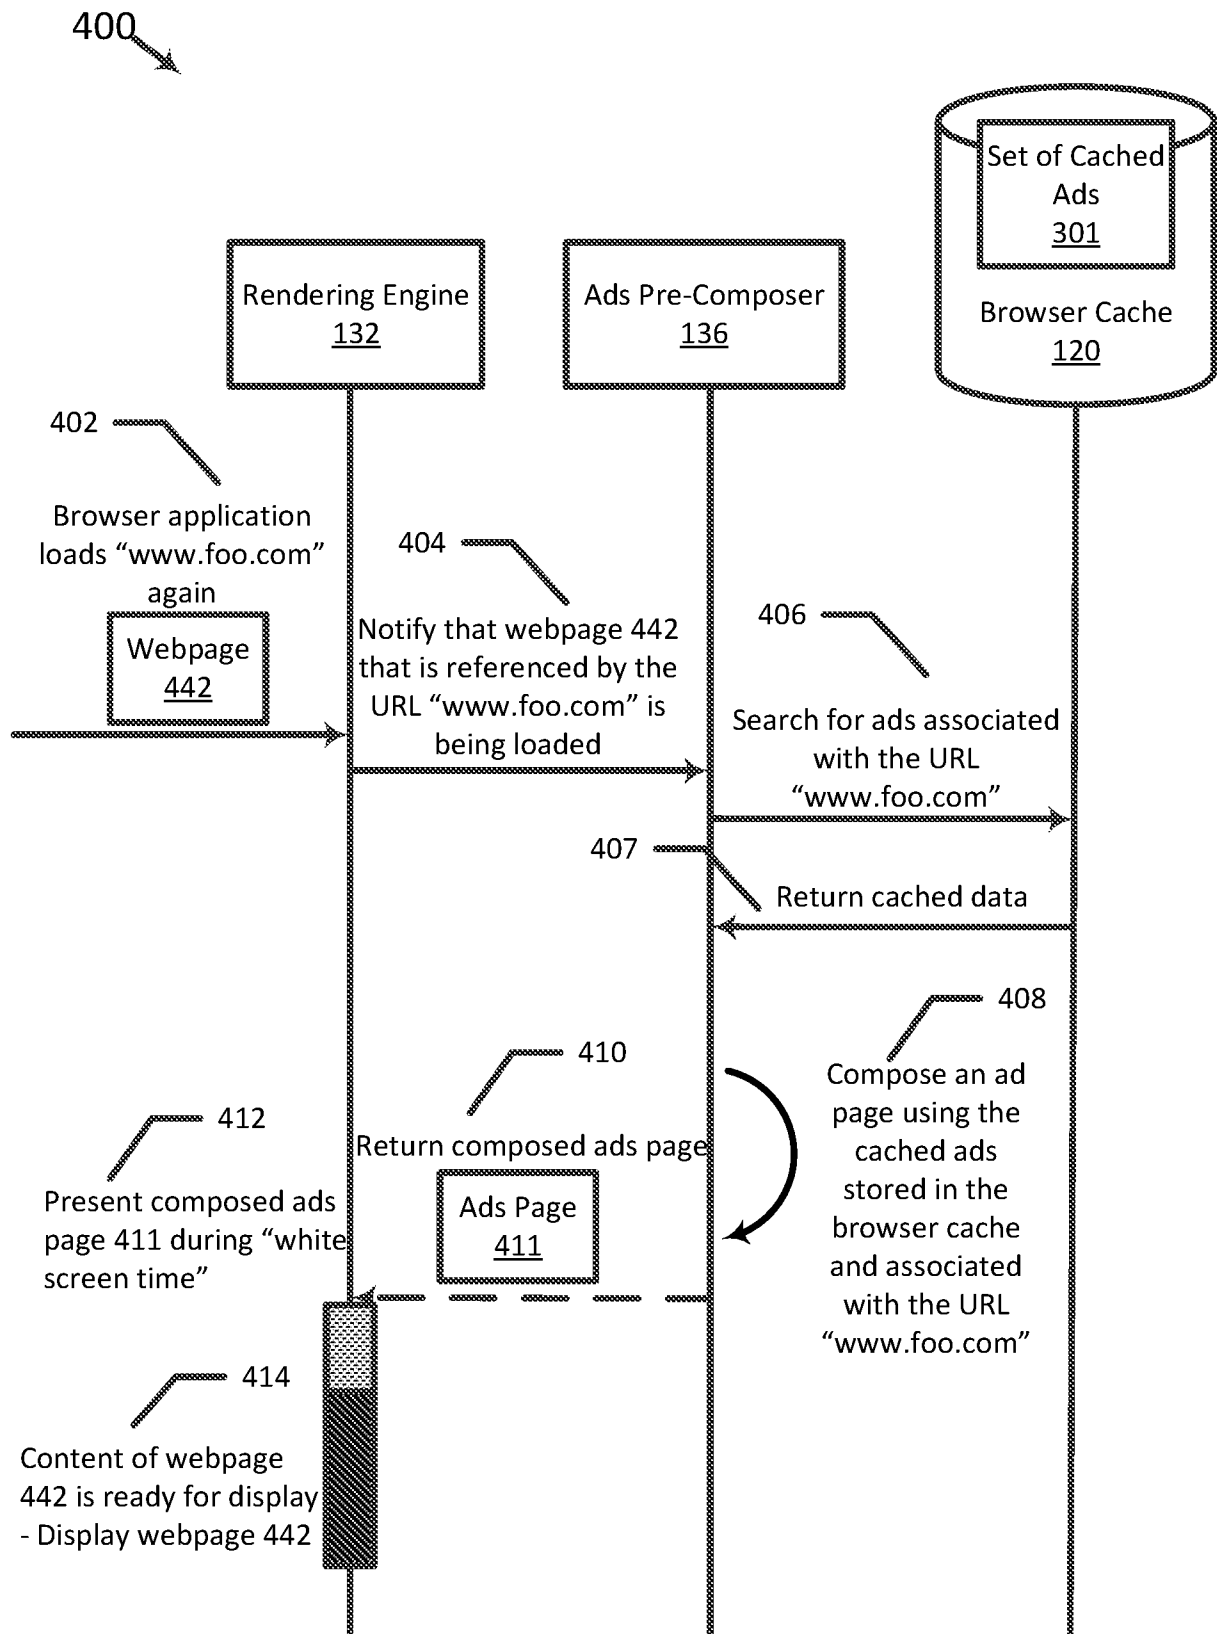 400
Set of Cached
Ads
301
Browser Cache
120
Rendering Engine
132
Ads Pre-Composer
136
402
Browser application
loads “www.foo.com”
again
Webpage
442
404
Notify that webpage 442
that is referenced by the
URL “www.foo.com” is
being loaded
406
Search for ads associated
with the URL
“www.foo.com”
407
Return cached data
408
Compose an ad
page using the
cached ads
stored in the
browser cache
and associated
with the URL
“www.foo.com”
410
Return composed ads page
Ads Page
411
412
Present composed ads
page 411 during “white
screen time”
414
Content of webpage
442 is ready for display
- Display webpage 442